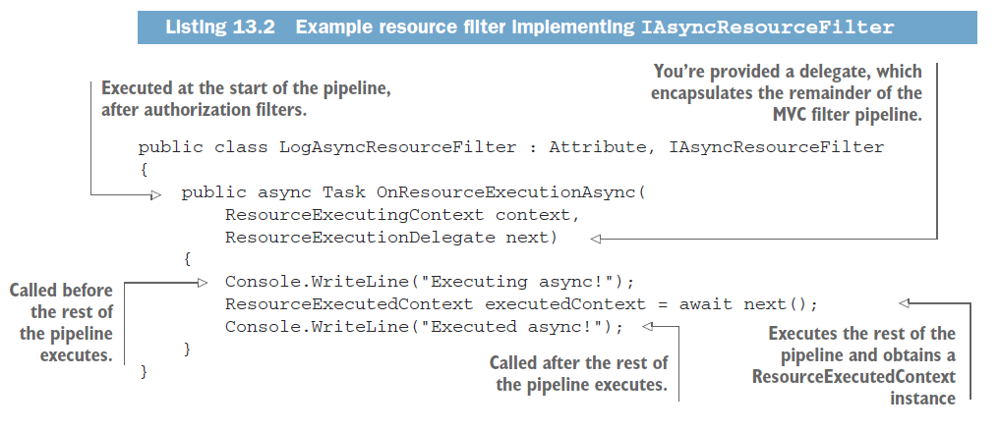 Listing 13.2 Example resource filter implementing IAsyncResourceFilter
Executed at the start of the pipeline,
after authorization filters.
You're provided a delegate, which
encapsulates the remainder of the
MVC filter pipeline.
public class LogAsyncResourceFilter : Attribute, IAsyncResourceFilter
{
public async Task OnResourceExecutionAsync(
ResourceExecutingContext context,
ResourceExecutionDelegate next)
{
Called before
the rest of
the pipeline
executes.
Console.WriteLine("Executing async!");
ResourceExecutedContext executedContext = await next();
Console.WriteLine("Executed async!");
}
}
Called after the rest of
the pipeline executes.
Executes the rest of the
pipeline and obtains a
ResourceExecutedContext
instance